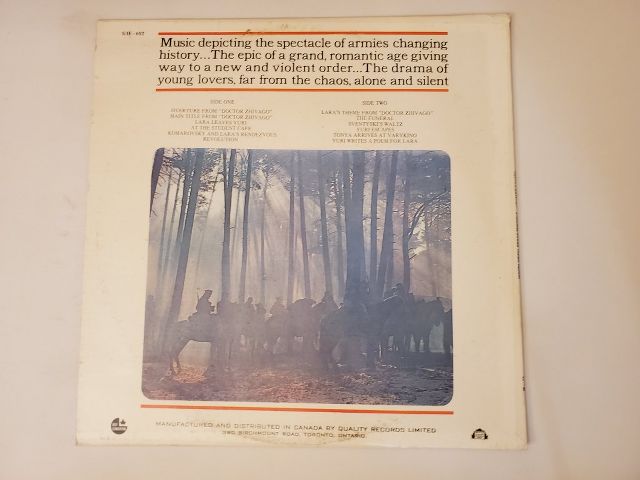 S1E-662
Music depicting the spectacle of armies changing
history...The epic of a grand, romantic age giving
way to a new and violent order...The drama of
young lovers, far from the chaos, alone and silent
SIDE ONE
OVERTURE FROM "DOCTOR ZHIVAGO"
MAIN TITLE FROM "DOCTOR ZHIVAGO"
LARA LEAVES YURI
AT THE STUDENT CAFE
KOMAROVSKY AND LARA'S RENDEZVOUS
REVOLUTION
SIDE TWO
LARA'S THEME FROM "DOCTOR ZHIVAGO"
THE FUNERAL
SVENTYTSKI'S WALTZ
YURI ESCAPES
TONYA ARRIVES AT VARYKINO
YURI WRITES A POEM FOR LARA
MANUFACTURED AND DISTRIBUTED IN CANADA BY QUALITY RECORDS LIMITED
380 BIRCHMOUNT ROAD, TORONTO, ONTARIO.